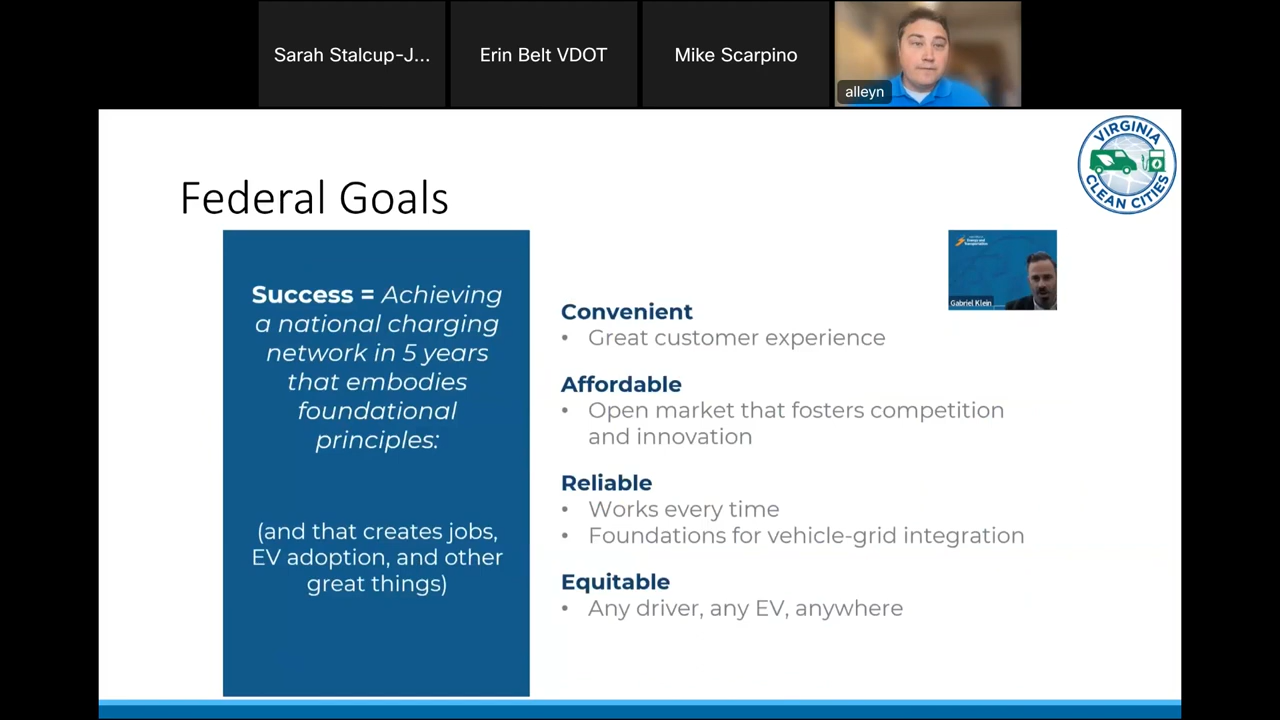 Sarah Stalcup-J...
Erin Belt VDOT
Mike Scarpino
alleyn
VIRGINIA
CLEAN CITIES
Federal Goals
Success = Achieving
a national charging
network in 5 years
that embodies
foundational
principles:
(and that creates jobs,
EV adoption, and other
great things)
Gabriel Klein
Convenient
• Great customer experience
Affordable
• Open market that fosters competition
and innovation
Reliable
• Works every time
• Foundations for vehicle-grid integration
Equitable
• Any driver, any EV, anywhere